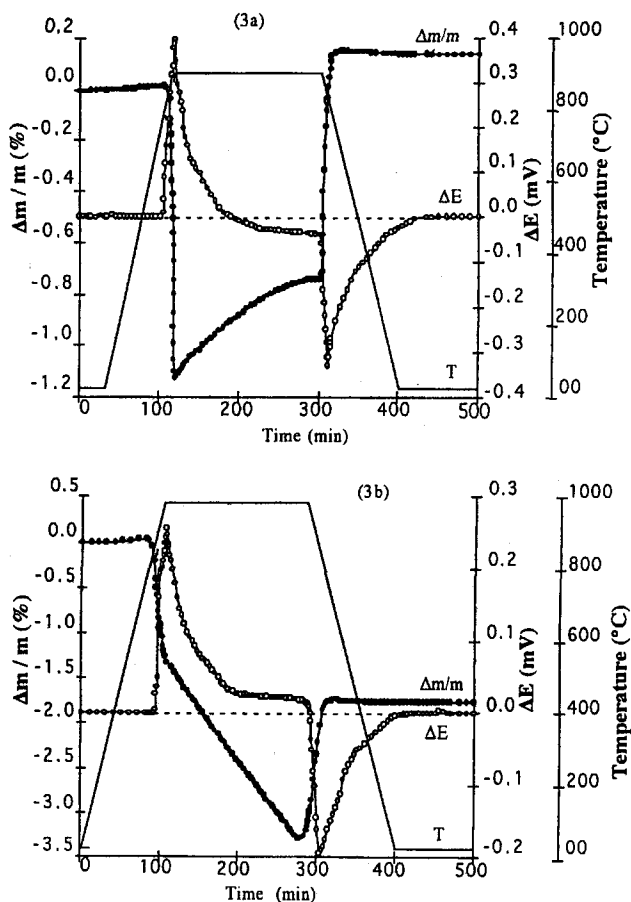 (3a)
0.2
0.0
-0.2
-0.4
-0.6
-0.8
-1.0
-1.2
Δm / m (%)
Δm/m
ΔE
T
0.4
0.3
0.2
0.1
0.0
-0.1
-0.2
-0.3
-0.4
ΔE (mV)
1000
800
600
400
200
00
Temperature (°C)
0 100 200 300 400 500
Time (min)
(3b)
0.5
0.0
-0.5
-1.0
-1.5
-2.0
-2.5
-3.0
-3.5
Δm / m (%)
Δm/m
ΔE
T
0.3
0.2
0.1
0.0
-0.1
-0.2
ΔE (mV)
1000
800
600
400
200
00
Temperature (°C)
0 100 200 300 400 500
Time (min)